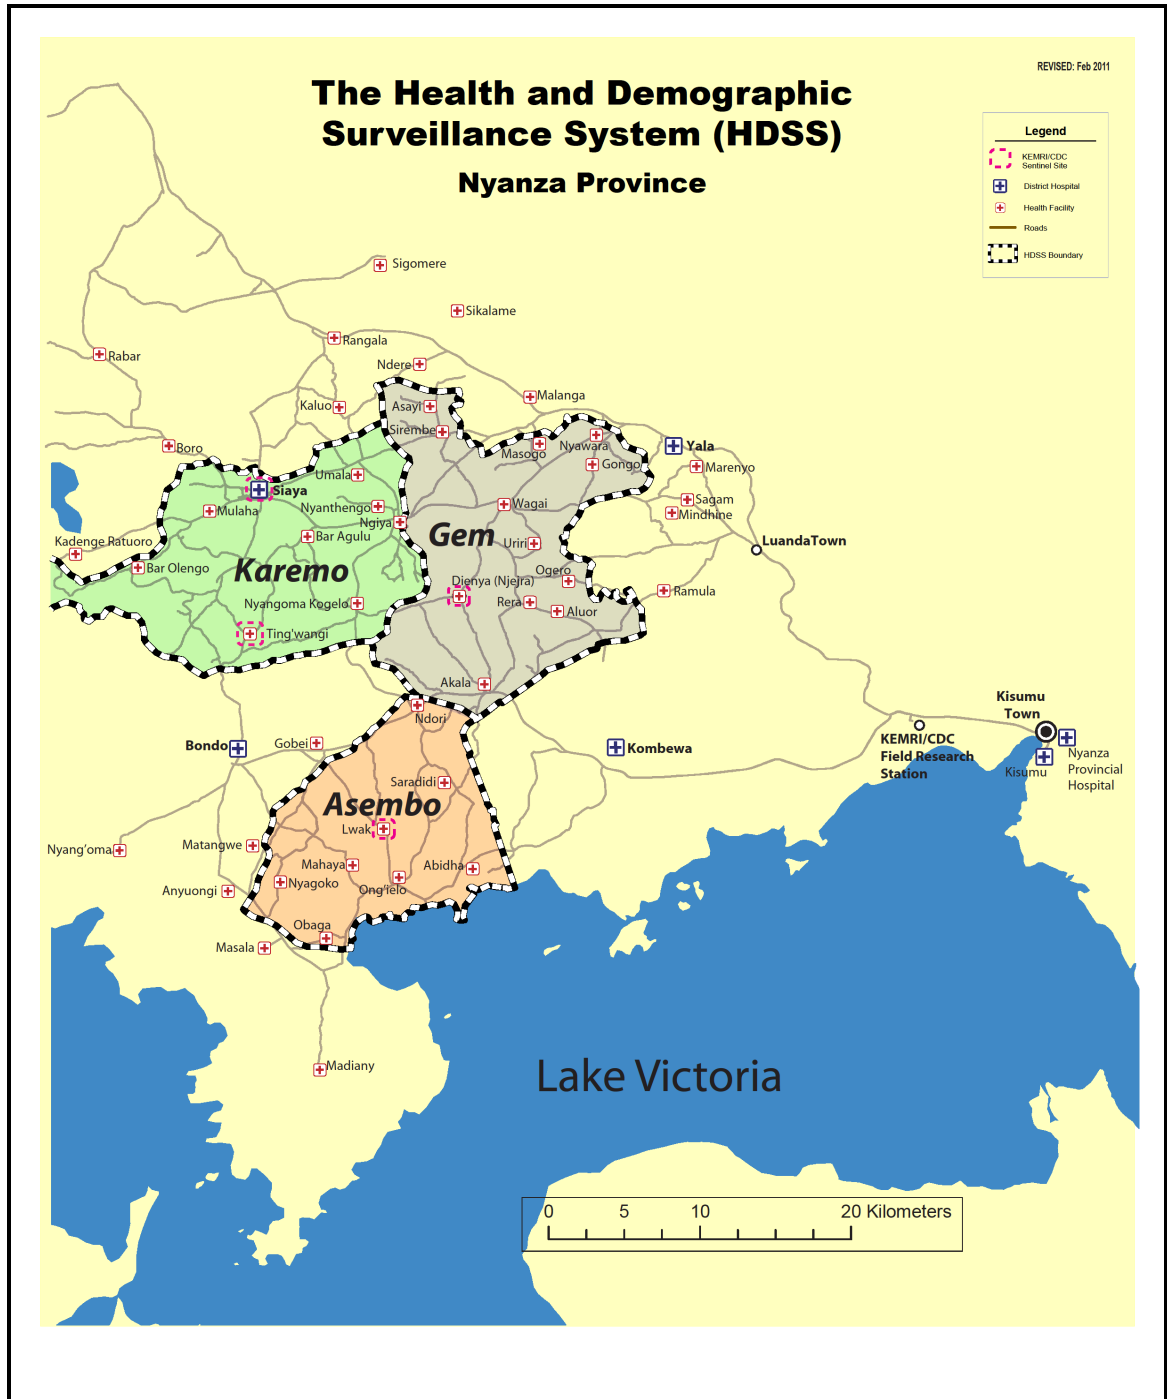 REVISED: Feb 2011
The Health and Demographic
Surveillance System (HDSS)
Nyanza Province
Legend
KEMRI/CDC
Sentinel Site
District Hospital
Health Facility
Roads
HDSS Boundary
Sigomere
Sikalame
Rangala
Rabar
Ndere
Malanga
Kaluo
Asayi
Sirembe
Boro
Masogo
Nyawara
Yala
Gongo
Marenyo
Umala
Siaya
Mulaha
Nyanthengo
Wagai
Sagam
Mindhine
Ngiya
Gem
Bar Agulu
Kadenge Ratuoro
Uriri
LuandaTown
Bar Olengo
Karemo
Ogero
Dienya (Njejra)
Ramula
Nyangoma Kogelo
Rera
Aluor
Ting'wangi
Akala
Ndori
Kisumu
Town
Bondo
Gobei
Kombewa
KEMRI/CDC
Field Research
Station
Kisumu
Nyanza
Provincial
Hospital
Saradidi
Asembo
Lwak
Nyang'oma
Matangwe
Mahaya
Abidha
Nyagoko
Ong'ielo
Anyuongi
Obaga
Masala
Madiany
Lake Victoria
0 5 10 20 Kilometers